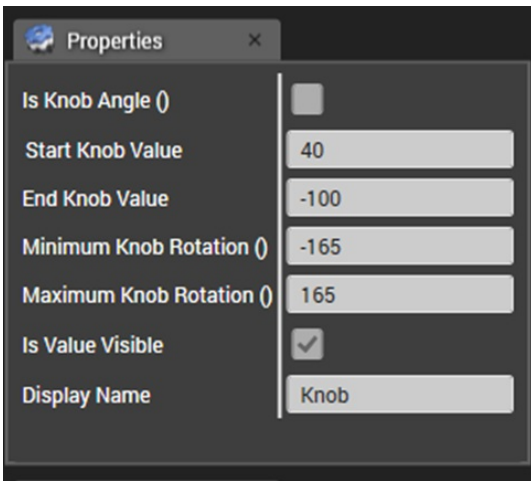 Properties ×
Is Knob Angle ()
Start Knob Value 40
End Knob Value -100
Minimum Knob Rotation () -165
Maximum Knob Rotation () 165
Is Value Visible
Display Name Knob